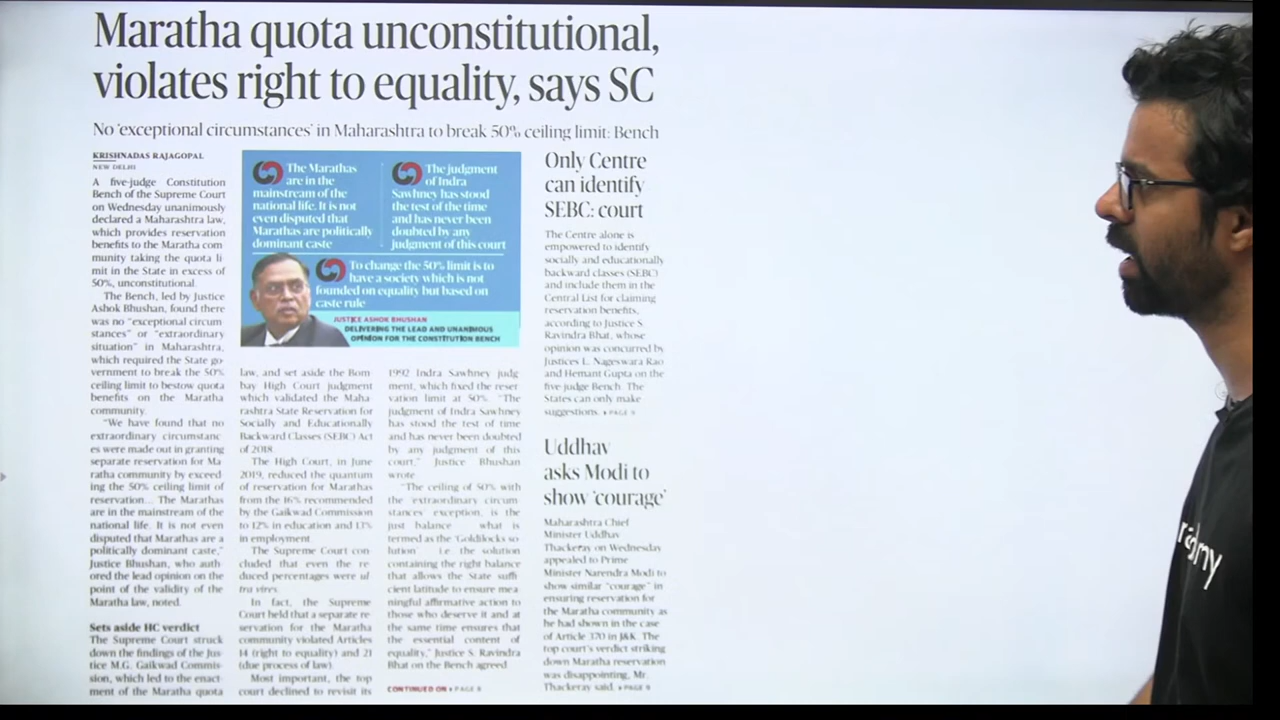 Maratha quota unconstitutional,
violates right to equality, says SC
No 'exceptional circumstances' in Maharashtra to break 50% ceiling limit: Bench
KRISHNADAS RAJAGOPAL
NEW DELHI
A five-judge Constitution
Bench of the Supreme Court
on Wednesday unanimously
declared a Maharashtra law,
which provides reservation
benefits to the Maratha com
munity taking the quota li
mit in the State in excess of
50%, unconstitutional.
The Bench, led by Justice
Ashok Bhushan, found there
was no "exceptional circum
stances" or "extraordinary
situation" in Maharashtra,
which required the State go
vernment to break the 50%
ceiling limit to bestow quota
benefits on the Maratha
community.
"We have found that no
extraordinary circumstanc
es were made out in granting
separate reservation for Ma
ratha community by exceed
ing the 50% ceiling limit of
reservation... The Marathas
are in the mainstream of the
national life. It is not even
disputed that Marathas are a
politically dominant caste,"
Justice Bhushan, who auth
ored the lead opinion on the
point of the validity of the
Maratha law, noted.
Sets aside HC verdict
The Supreme Court struck
down the findings of the Jus
tice M.G. Gaikwad Commis
sion, which led to the enact
ment of the Maratha quota
The Marathas
are in the
mainstream of the
national life. It is not
even disputed that
Marathas are politically
dominant caste
The judgment
of Indra
Sawhney has stood
the test of the time
and has never been
doubted by any
judgment of this court
To change the 50% limit is to
have a society which is not
founded on equality but based on
caste rule
JUSTICE ASHOK BHUSHAN
DELIVERING THE LEAD AND UNANIMOUS
OPINION FOR THE CONSTITUTION BENCH
law, and set aside the Bom
bay High Court judgment
which validated the Maha
rashtra State Reservation for
Socially and Educationally
Backward Classes (SEBC) Act
of 2018.
The High Court, in June
2019, reduced the quantum
of reservation for Marathas
from the 16% recommended
by the Gaikwad Commission
to 12% in education and 13%
in employment.
The Supreme Court con
cluded that even the re
duced percentages were ul
tra vires.
In fact, the Supreme
Court held that a separate re
servation for the Maratha
community violated Articles
14 (right to equality) and 21
(due process of law).
Most important, the top
court declined to revisit its
1992 Indra Sawhney judg
ment, which fixed the reser
vation limit at 50%. "The
judgment of Indra Sawhney
has stood the test of time
and has never been doubted
by any judgment of this
court," Justice Bhushan
wrote.
"The ceiling of 50% with
the 'extraordinary circum
stances' exception, is the
just balance what is
termed as the 'Goldilocks so
lution' i.e the solution
containing the right balance
that allows the State suffi
cient latitude to ensure mea
ningful affirmative action to
those who deserve it and at
the same time ensures that
the essential content of
equality," Justice S. Ravindra
Bhat on the Bench agreed.
CONTINUED ON PAGE 8
Only Centre
can identify
SEBC: court
The Centre alone is
empowered to identify
socially and educationally
backward classes (SEBC)
and include them in the
Central List for claiming
reservation benefits,
according to Justice S.
Ravindra Bhat, whose
opinion was concurred by
Justices L. Nageswara Rao
and Hemant Gupta on the
five-judge Bench. The
States can only make
suggestions. PAGE
Uddhav
asks Modi to
show 'courage'
Maharashtra Chief
Minister Uddhav
Thackeray on Wednesday
appealed to Prime
Minister Narendra Modi to
show similar "courage" in
ensuring reservation for
the Maratha community as
he had shown in the case
of Article 370 in J&K. The
top court's verdict striking
down Maratha reservation
was disappointing, Mr.
Thackeray said. PAGE